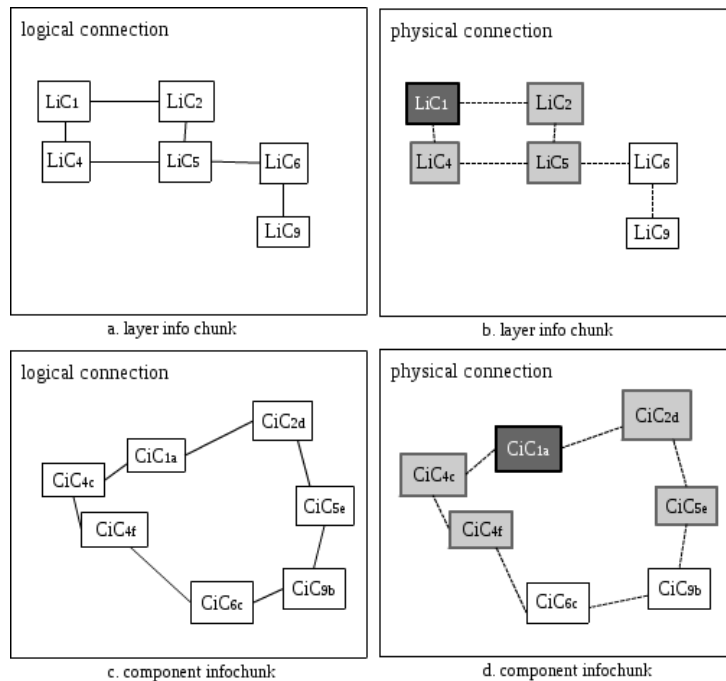 logical connection
LiC1
LiC2
LiC4
LiC5
LiC6
LiC9
a. layer info chunk
physical connection
LiC1
LiC2
LiC4
LiC5
LiC6
LiC9
b. layer info chunk
logical connection
CiC2d
CiC1a
CiC4c
CiC5e
CiC4f
CiC9b
CiC6c
c. component infochunk
physical connection
CiC2d
CiC1a
CiC4c
CiC5e
CiC4f
CiC9b
CiC6c
d. component infochunk